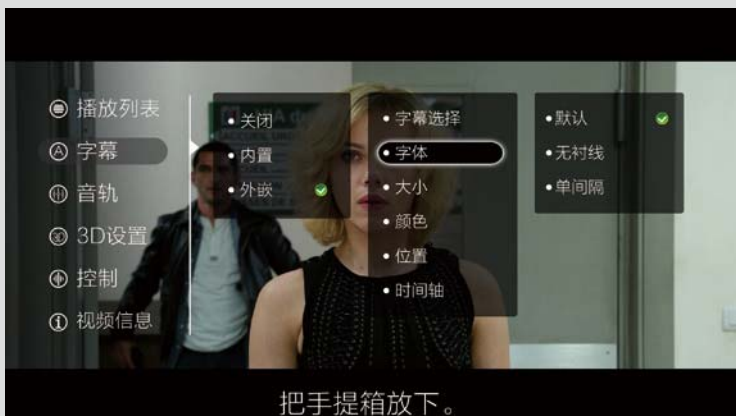 播放列表
字幕
音轨
3D设置
控制
视频信息
关闭
内置
外嵌
字幕选择
字体
大小
颜色
位置
时间轴
默认
无衬线
单间隔
把手提箱放下。